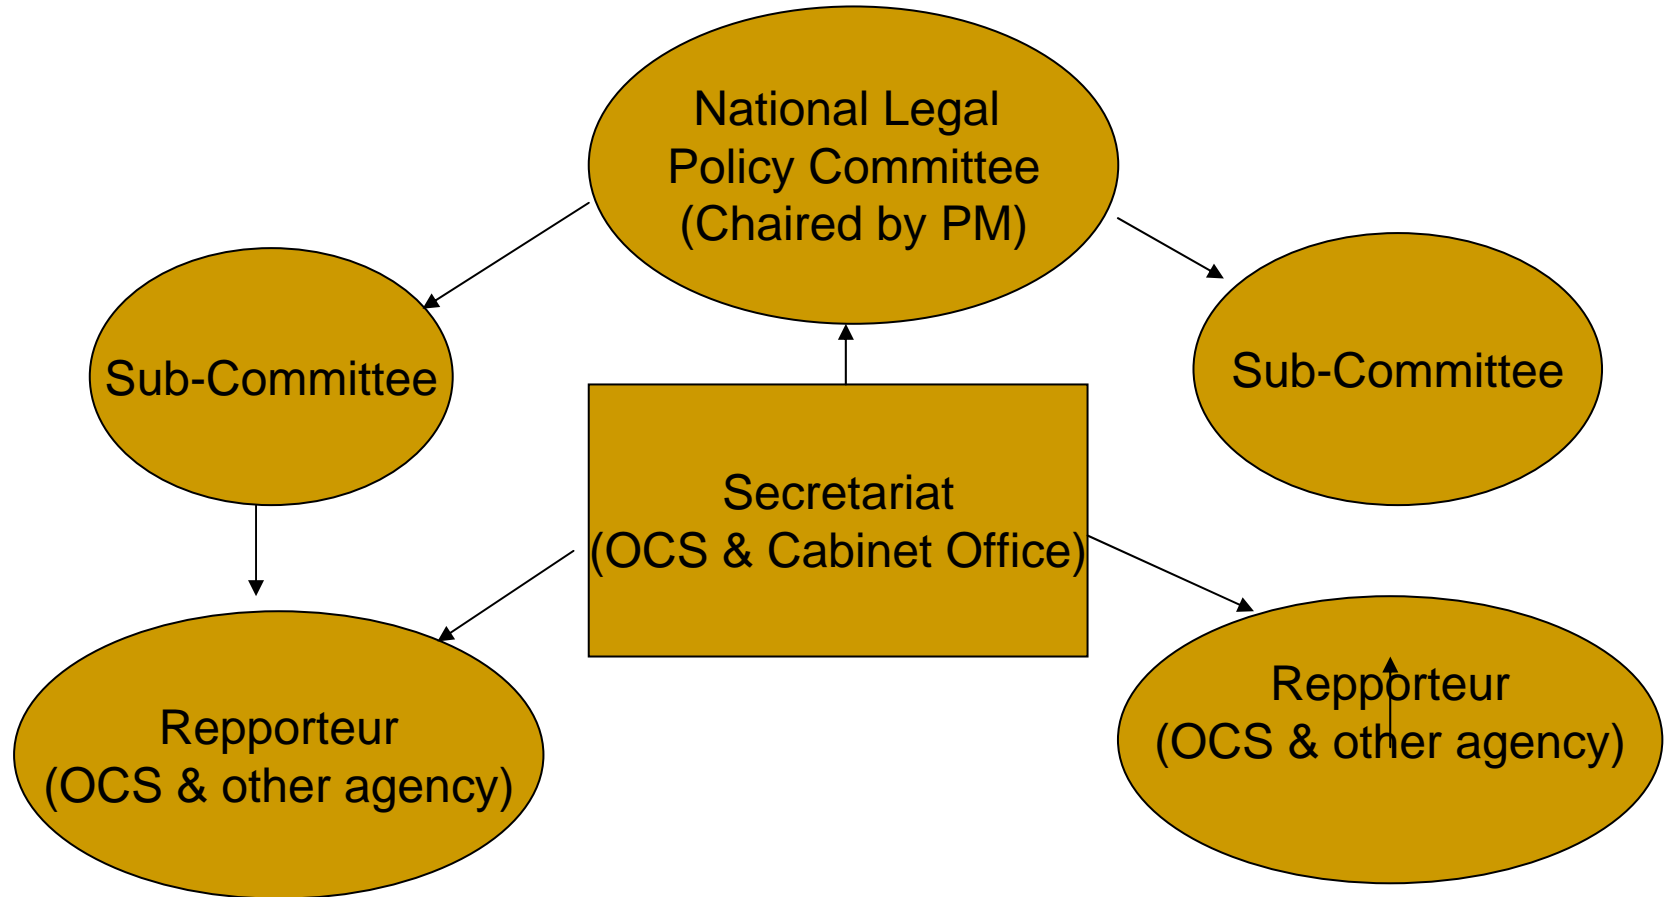 National Legal
Policy Committee
(Chaired by PM)
Sub-Committee
Sub-Committee
Secretariat
(OCS & Cabinet Office)
Repporteur
(OCS & other agency)
Repporteur
(OCS & other agency)